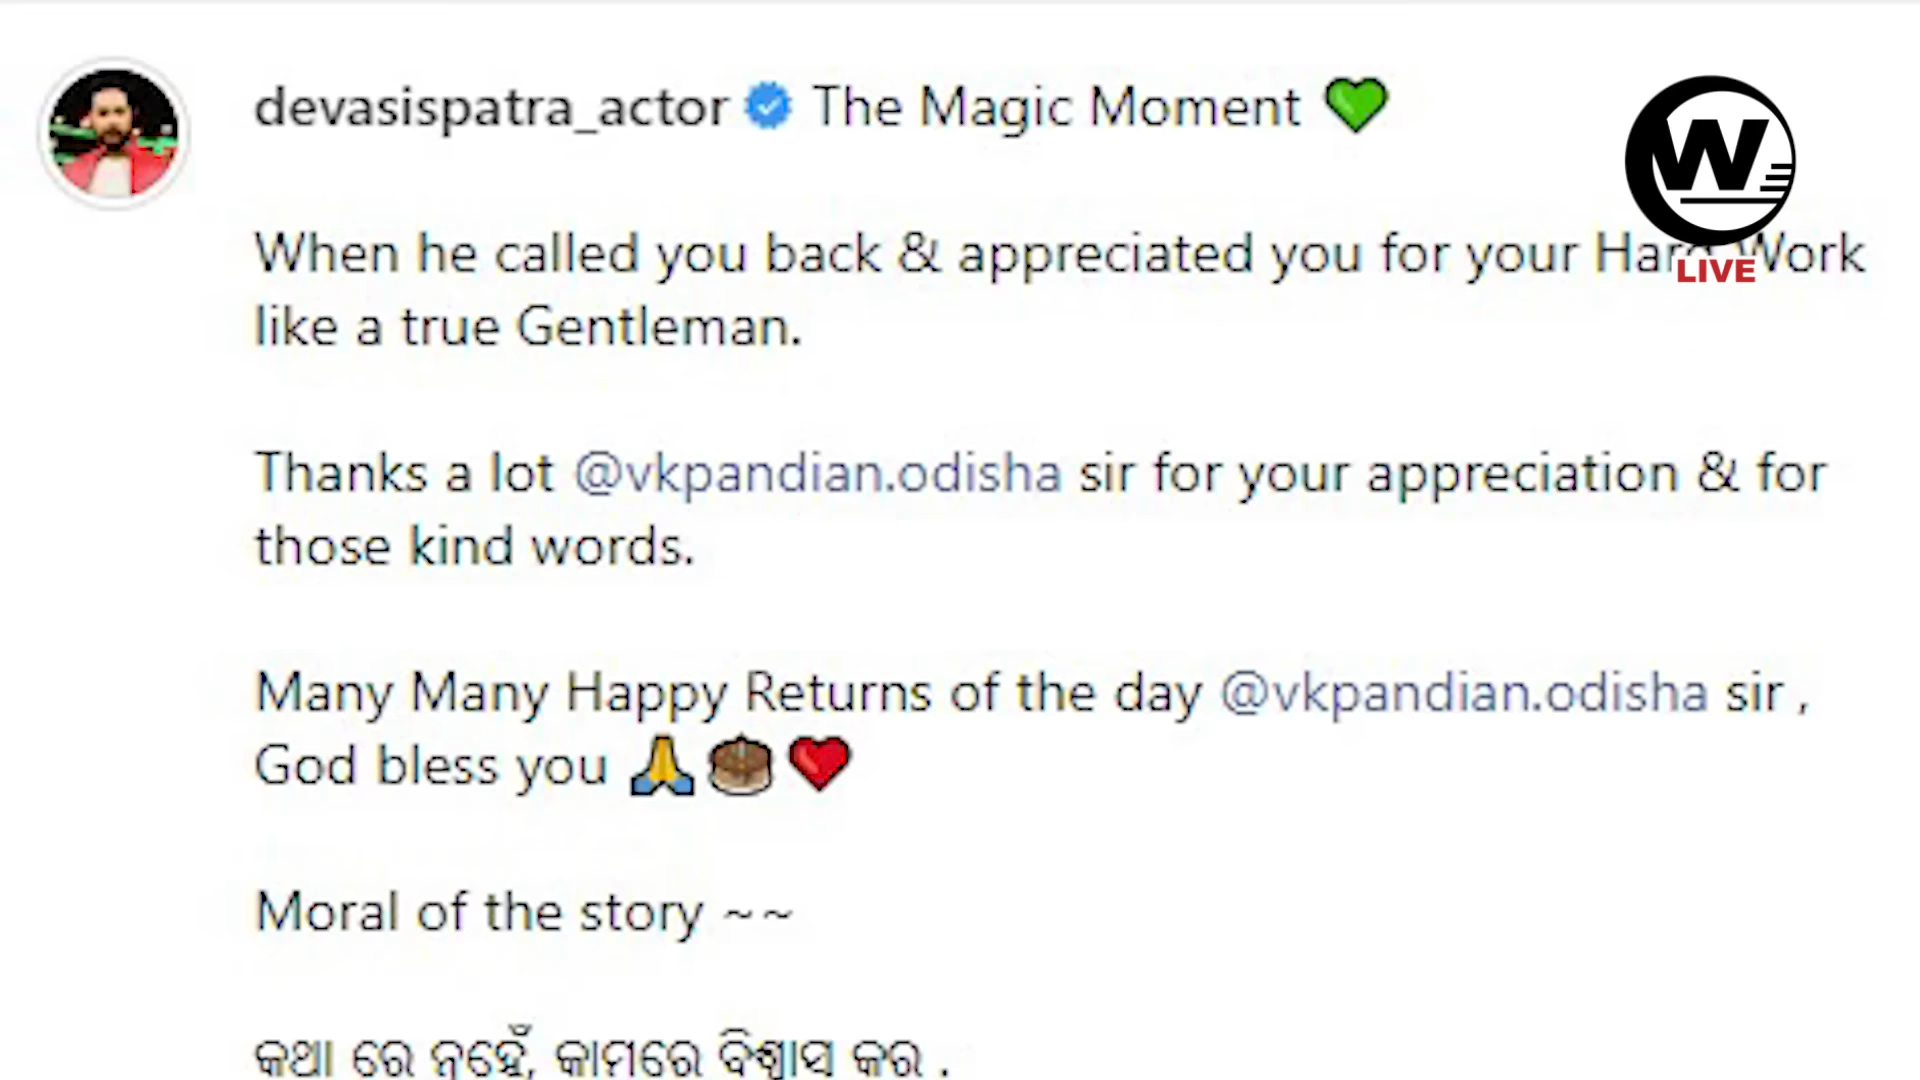 devasispatra_actor The Magic Moment 💚
When he called you back & appreciated you for your Hard Work
like a true Gentleman.
Thanks a lot @vkpandian.odisha sir for your appreciation & for
those kind words.
Many Many Happy Returns of the day @vkpandian.odisha sir ,
God bless you 🙏🎂❤️
Moral of the story ~~
କଥା ରେ ନୁହେଁ, କାମରେ ବିଶ୍ୱାସ କର .
W
LIVE